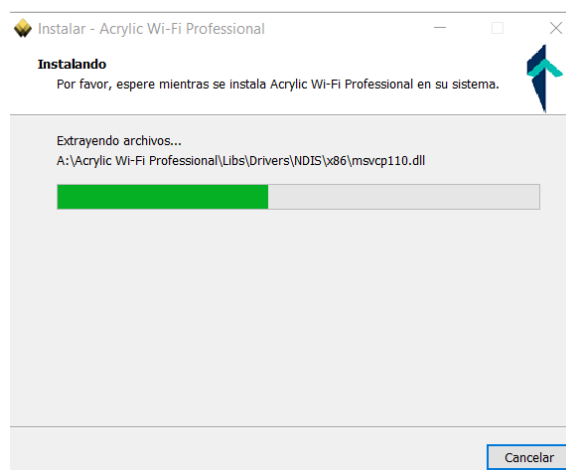 Instalar - Acrylic Wi-Fi Professional
Instalando
Por favor, espere mientras se instala Acrylic Wi-Fi Professional en su sistema.
Extrayendo archivos...
A:\Acrylic Wi-Fi Professional\Libs\Drivers\NDIS\x86\msvcp110.dll
Cancelar